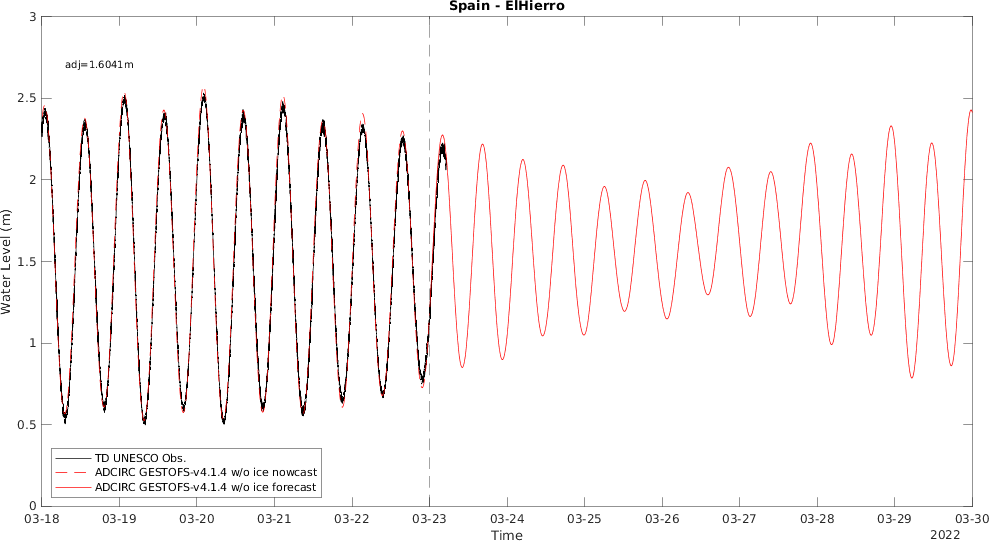 Spain - ElHierro
3
2.5
2
1.5
1
0.5
0
Water Level (m)
adj=1.6041m
TD UNESCO Obs.
ADCIRC GESTOFS-v4.1.4 w/o ice nowcast
ADCIRC GESTOFS-v4.1.4 w/o ice forecast
03-18 03-19 03-20 03-21 03-22 03-23 03-24 03-25 03-26 03-27 03-28 03-29 03-30
Time
2022